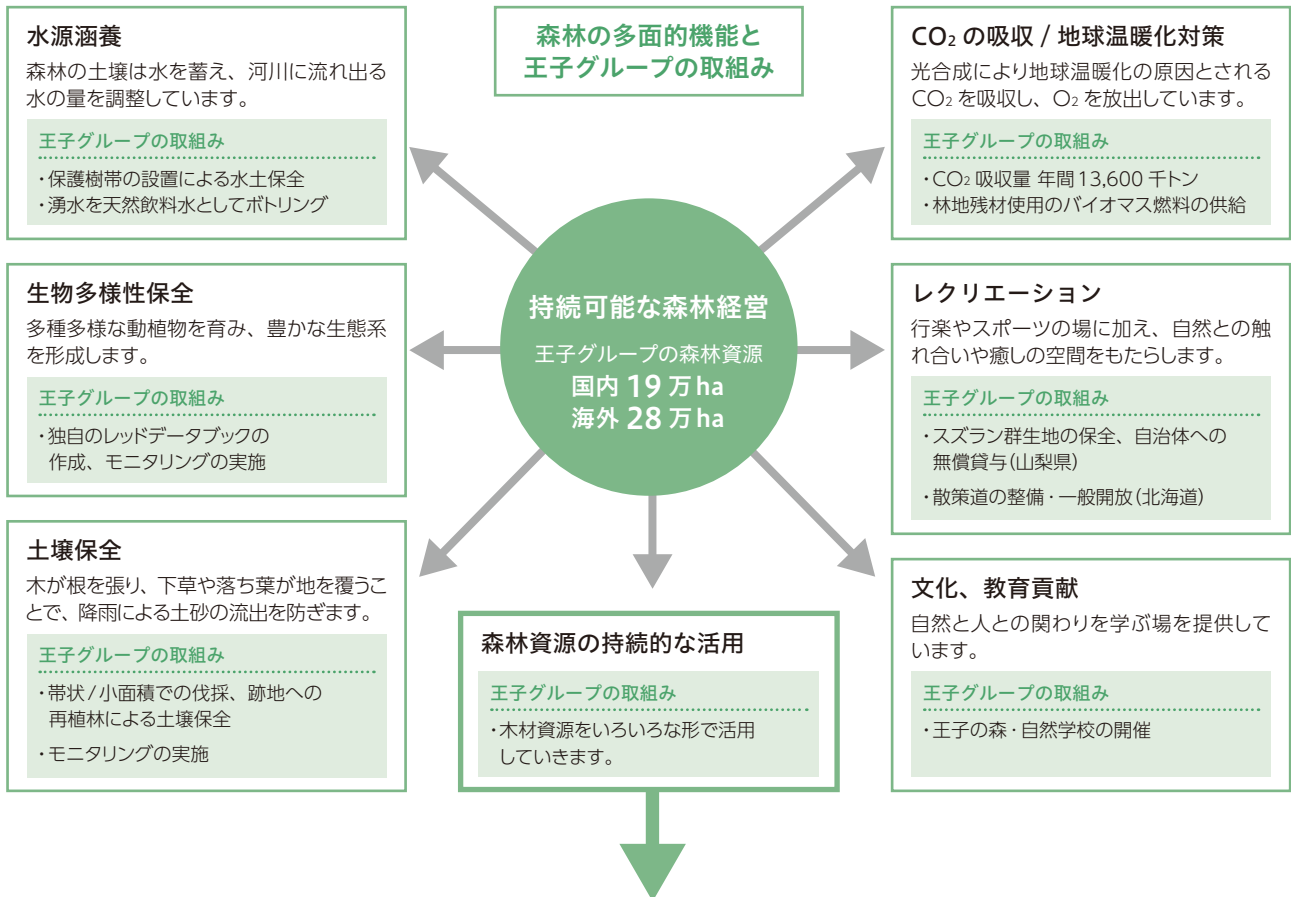 森林の多面的機能と
王子グループの取組み
水源涵養
森林の土壌は水を蓄え、河川に流れ出る
水の量を調整しています。
王子グループの取組み
・保護樹帯の設置による水土保全
・湧水を天然飲料水としてボトリング
生物多様性保全
多種多様な動植物を育み、豊かな生態系
を形成します。
王子グループの取組み
・独自のレッドデータブックの
作成、モニタリングの実施
土壌保全
木が根を張り、下草や落ち葉が地を覆うこ
とで、降雨による土砂の流出を防ぎます。
王子グループの取組み
・帯状/小面積での伐採、跡地への
再植林による土壌保全
・モニタリングの実施
持続可能な森林経営
王子グループの森林資源
国内 19 万 ha
海外 28 万 ha
森林資源の持続的な活用
王子グループの取組み
・木材資源をいろいろな形で活用
していきます。
CO₂ の吸収 / 地球温暖化対策
光合成により地球温暖化の原因とされる
CO₂ を吸収し、O₂ を放出しています。
王子グループの取組み
・CO₂ 吸収量 年間13,600 千トン
・林地残材使用のバイオマス燃料の供給
レクリエーション
行楽やスポーツの場に加え、自然との触
れ合いや癒しの空間をもたらします。
王子グループの取組み
・スズラン群生地の保全、自治体への
無償貸与(山梨県)
・散策道の整備・一般開放(北海道)
文化、教育貢献
自然と人との関わりを学ぶ場を提供して
います。
王子グループの取組み
・王子の森・自然学校の開催